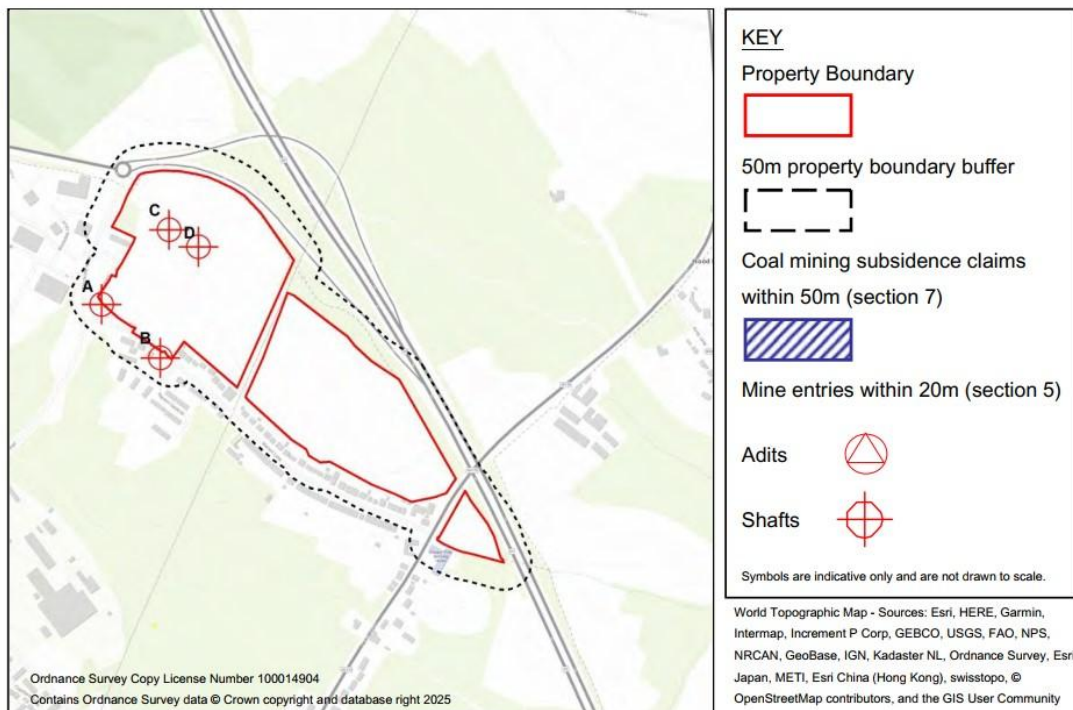 C
D
A
B
Ordnance Survey Copy License Number 100014904
Contains Ordnance Survey data © Crown copyright and database right 2025
KEY
Property Boundary
50m property boundary buffer
Coal mining subsidence claims
within 50m (section 7)
Mine entries within 20m (section 5)
Adits
Shafts
Symbols are indicative only and are not drawn to scale.
World Topographic Map - Sources: Esri, HERE, Garmin,
Intermap, Increment P Corp, GEBCO, USGS, FAO, NPS,
NRCAN, GeoBase, IGN, Kadaster NL, Ordnance Survey, Esri
Japan, METI, Esri China (Hong Kong), swisstopo, ©
OpenStreetMap contributors, and the GIS User Community